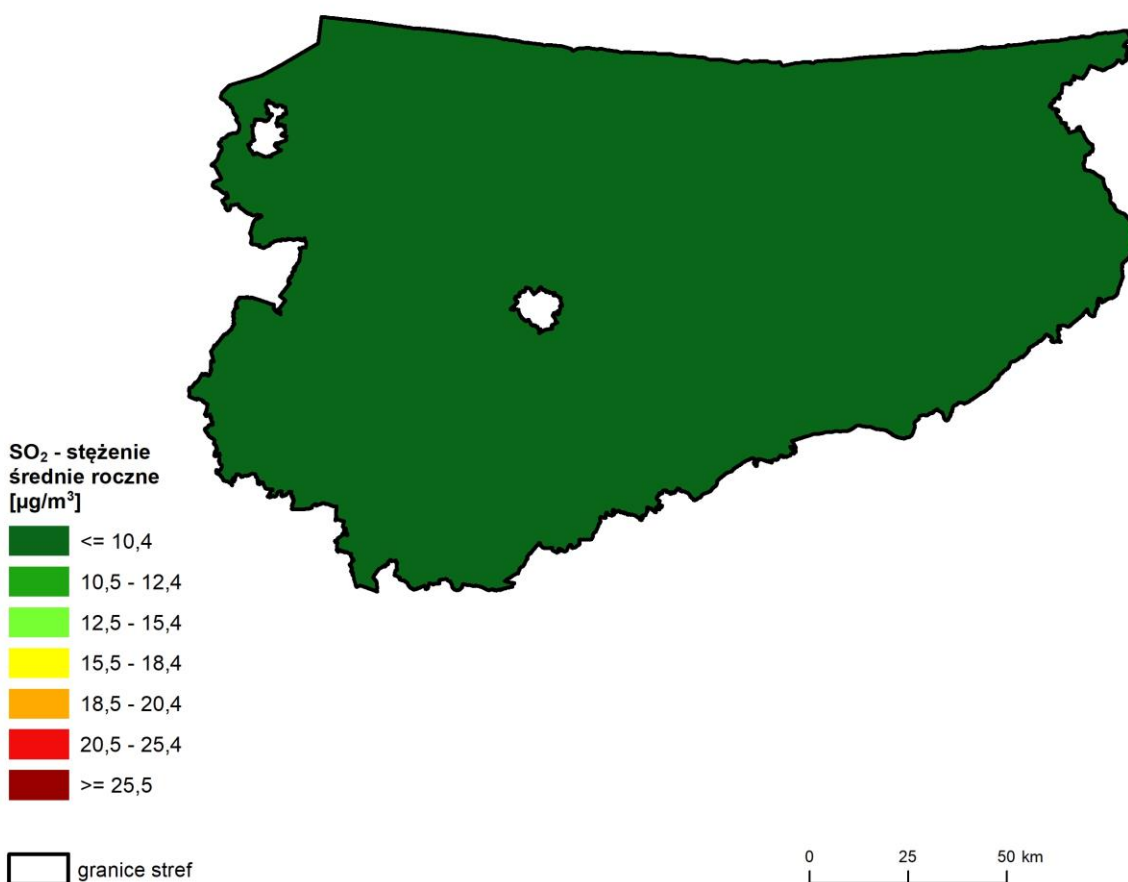 SO₂ - stężenie
średnie roczne
[µg/m³]
<= 10,4
10,5 - 12,4
12,5 - 15,4
15,5 - 18,4
18,5 - 20,4
20,5 - 25,4
>= 25,5
granice stref
0 25 50 km